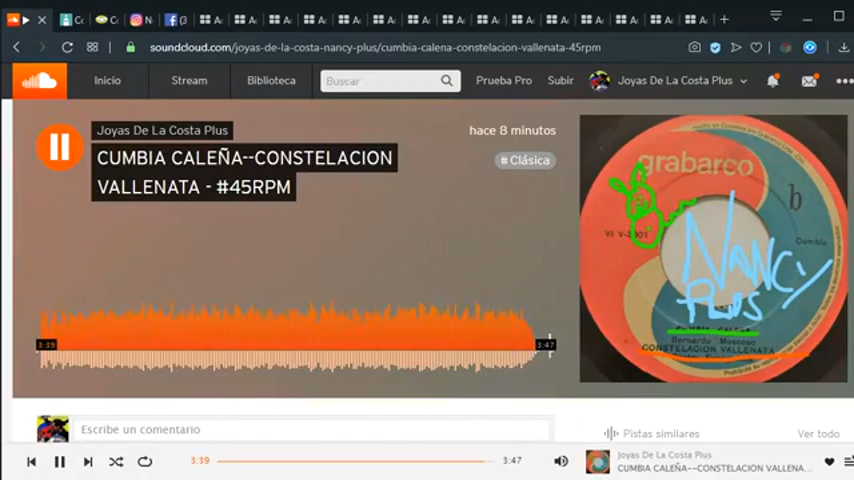 soundcloud.com/joyas-de-la-costa-nancy-plus/cumbia-calena-constelacion-vallenata-45rpm
Inicio
Stream
Biblioteca
Buscar
Prueba Pro
Subir
Joyas De La Costa Plus
Joyas De La Costa Plus
hace 8 minutos
CUMBIA CALEÑA--CONSTELACION
VALLENATA - #45RPM
# Clásica
grabarco
b
Cumbia
NANCY
PLUS
Bernardo Moscoso
CONSTELACION VALLENATA
3:39
3:47
Escribe un comentario
Pistas similares
Ver todo
3:39
3:47
Joyas De La Costa Plus
CUMBIA CALEÑA--CONSTELACION VALLENA...